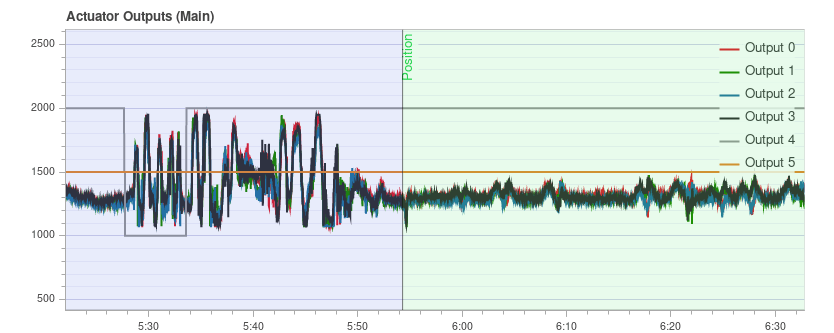 Actuator Outputs (Main)
2500
2000
1500
1000
500
Position
Output 0
Output 1
Output 2
Output 3
Output 4
Output 5
5:30 5:40 5:50 6:00 6:10 6:20 6:30